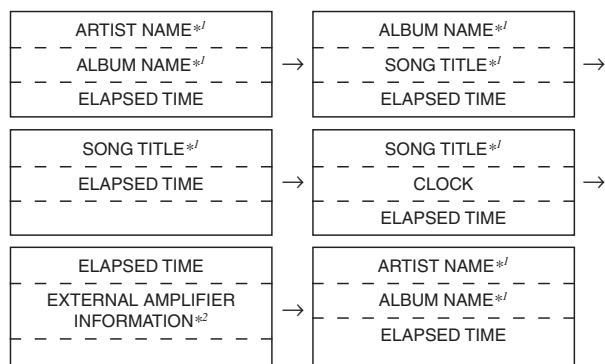 ARTIST NAME*1
ALBUM NAME*1
ELAPSED TIME
→
ALBUM NAME*1
SONG TITLE*1
ELAPSED TIME
→
SONG TITLE*1
ELAPSED TIME
→
SONG TITLE*1
CLOCK
ELAPSED TIME
→
ELAPSED TIME
EXTERNAL AMPLIFIER
INFORMATION*2
→
ARTIST NAME*1
ALBUM NAME*1
ELAPSED TIME